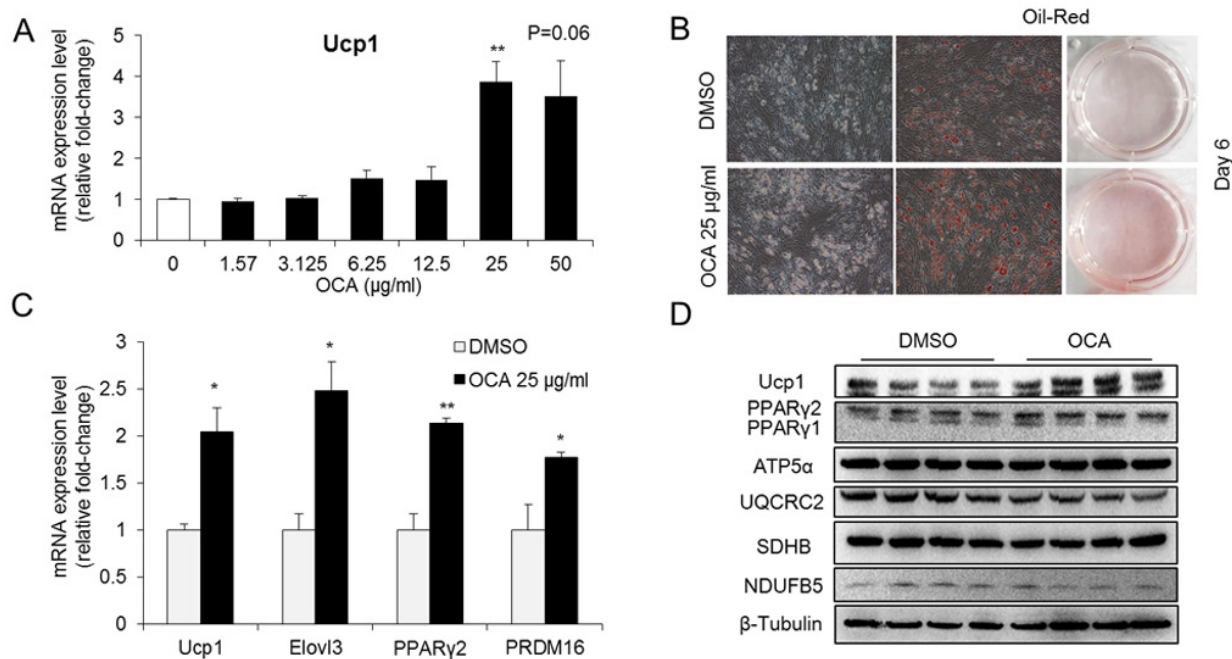 A
Ucp1
P=0.06
**
mRNA expression level
(relative fold-change)
5
4
3
2
1
0
0 1.57 3.125 6.25 12.5 25 50
OCA (µg/ml)
B
Oil-Red
DMSO
OCA 25 µg/ml
Day 6
C
mRNA expression level
(relative fold-change)
3
2.5
2
1.5
1
0.5
0
DMSO
OCA 25 µg/ml
*
*
**
*
Ucp1 Elovl3 PPARγ2 PRDM16
D
DMSO OCA
Ucp1
PPARγ2
PPARγ1
ATP5α
UQCRC2
SDHB
NDUFB5
β-Tubulin